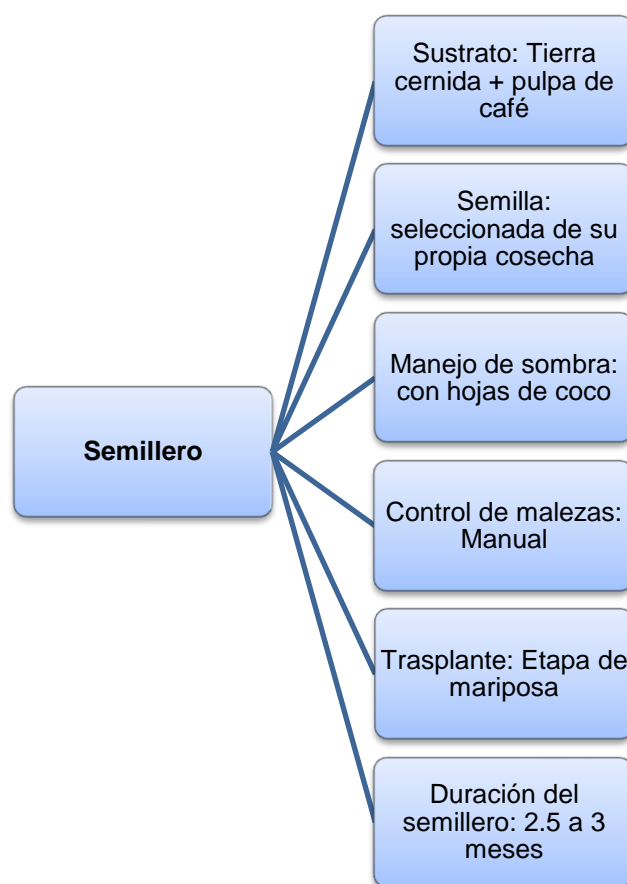 Sustrato: Tierra
cernida + pulpa de
café
Semilla:
seleccionada de su
propia cosecha
Manejo de sombra:
con hojas de coco
Semillero
Control de malezas:
Manual
Trasplante: Etapa de
mariposa
Duración del
semillero: 2.5 a 3
meses